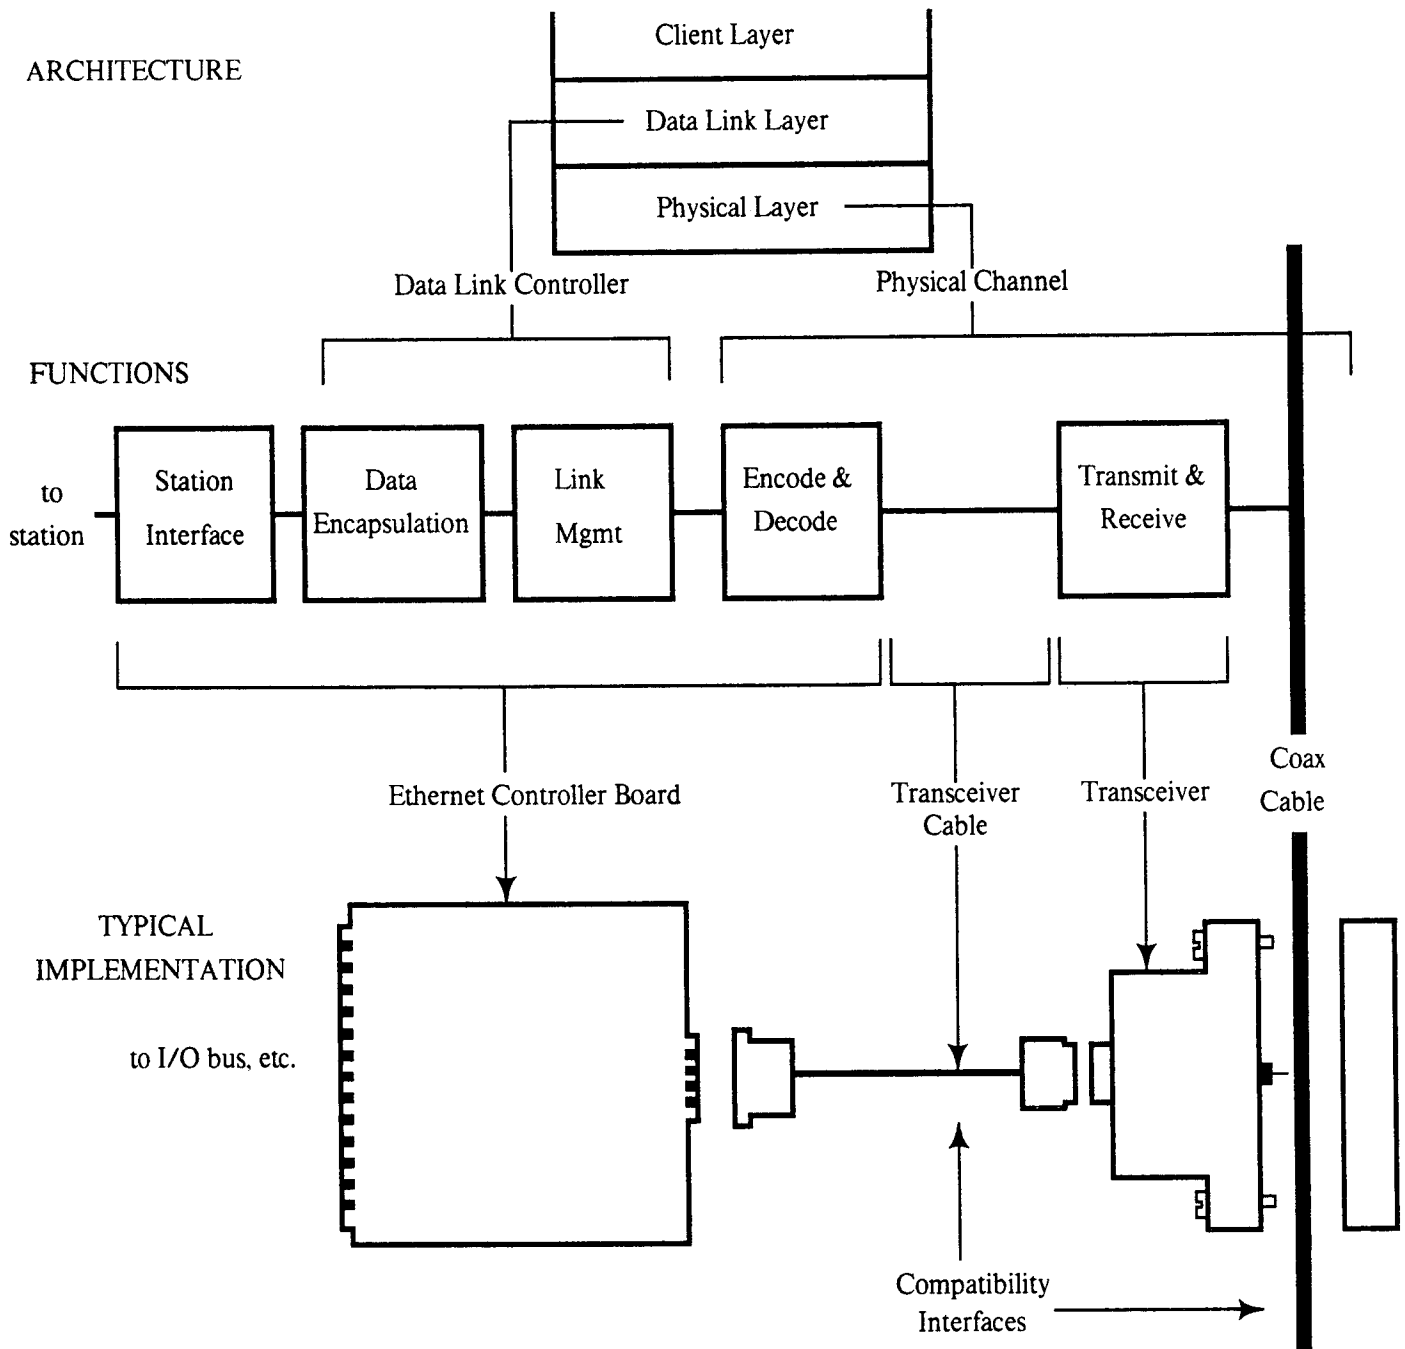 Client Layer
ARCHITECTURE
Data Link Layer
Physical Layer
Data Link Controller
Physical Channel
FUNCTIONS
to
station
Station
Interface
Data
Encapsulation
Link
Mgmt
Encode &
Decode
Transmit &
Receive
Ethernet Controller Board
Transceiver
Cable
Transceiver
Coax
Cable
TYPICAL
IMPLEMENTATION
to I/O bus, etc.
Compatibility
Interfaces